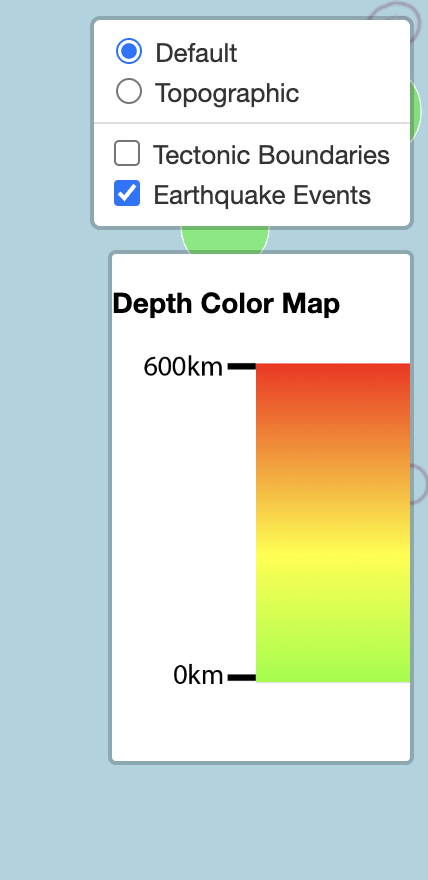 Default
Topographic
Tectonic Boundaries
Earthquake Events
Depth Color Map
600km
0km